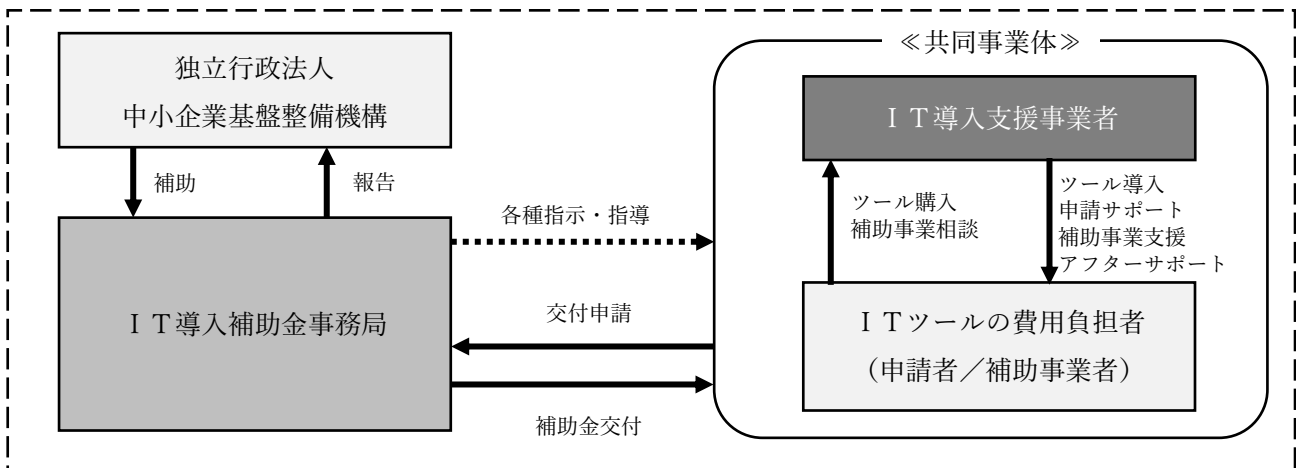 独立行政法人
中小企業基盤整備機構
補助
報告
ＩＴ導入補助金事務局
各種指示・指導
交付申請
補助金交付
≪共同事業体≫
ＩＴ導入支援事業者
ツール購入
補助事業相談
ツール導入
申請サポート
補助事業支援
アフターサポート
ＩＴツールの費用負担者
（申請者／補助事業者）